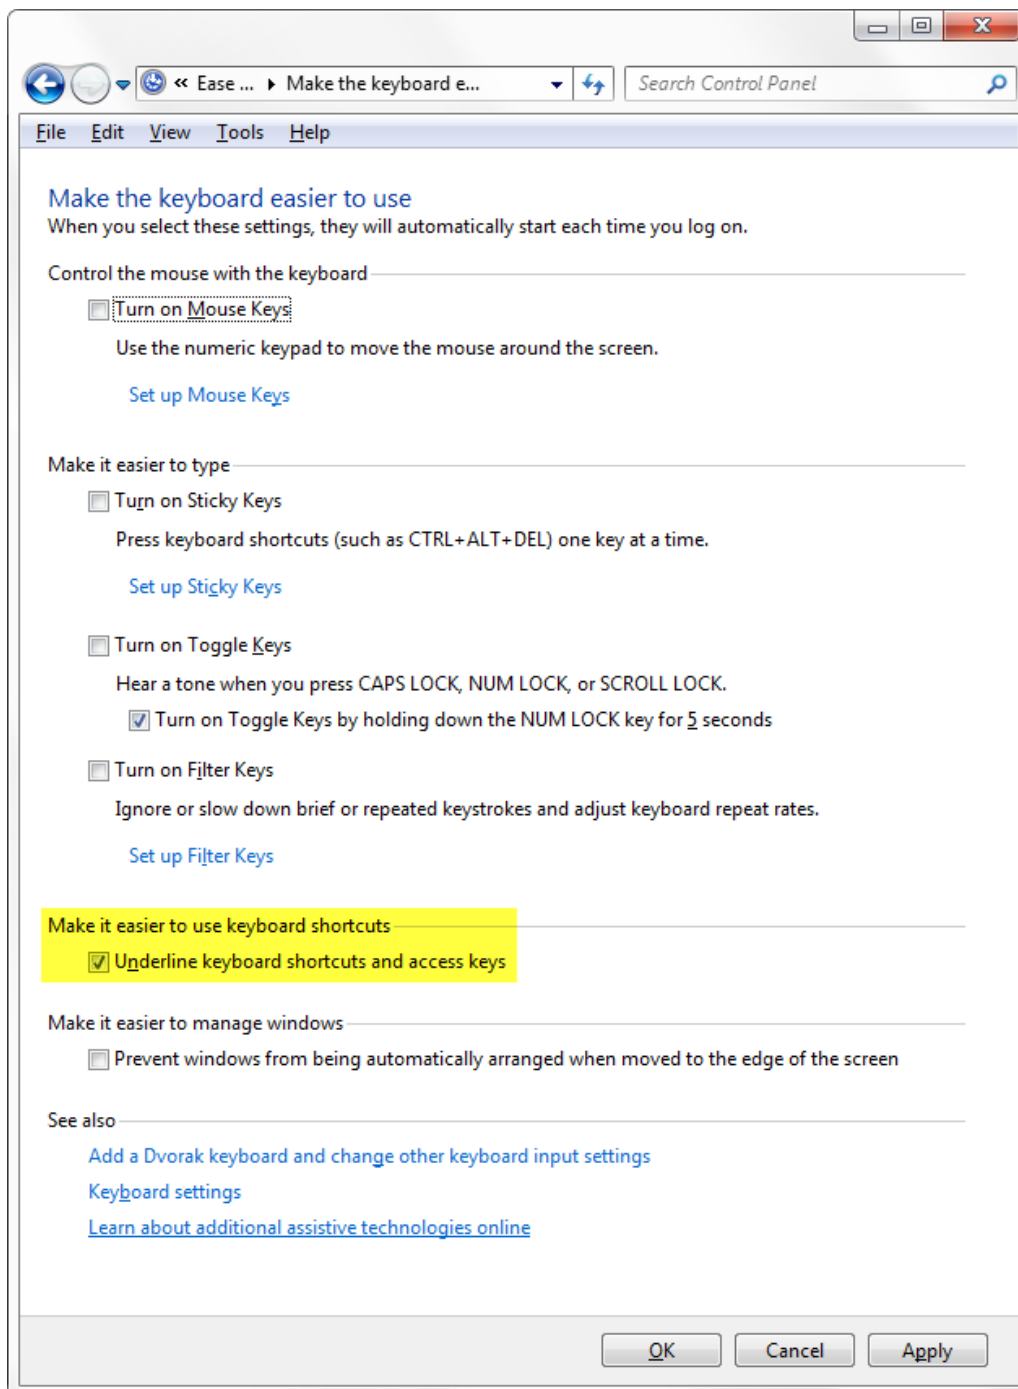 « Ease ... Make the keyboard e... Search Control Panel
File Edit View Tools Help
Make the keyboard easier to use
When you select these settings, they will automatically start each time you log on.
Control the mouse with the keyboard
Turn on Mouse Keys
Use the numeric keypad to move the mouse around the screen.
Set up Mouse Keys
Make it easier to type
Turn on Sticky Keys
Press keyboard shortcuts (such as CTRL+ALT+DEL) one key at a time.
Set up Sticky Keys
Turn on Toggle Keys
Hear a tone when you press CAPS LOCK, NUM LOCK, or SCROLL LOCK.
Turn on Toggle Keys by holding down the NUM LOCK key for 5 seconds
Turn on Filter Keys
Ignore or slow down brief or repeated keystrokes and adjust keyboard repeat rates.
Set up Filter Keys
Make it easier to use keyboard shortcuts
Underline keyboard shortcuts and access keys
Make it easier to manage windows
Prevent windows from being automatically arranged when moved to the edge of the screen
See also
Add a Dvorak keyboard and change other keyboard input settings
Keyboard settings
Learn about additional assistive technologies online
OK Cancel Apply